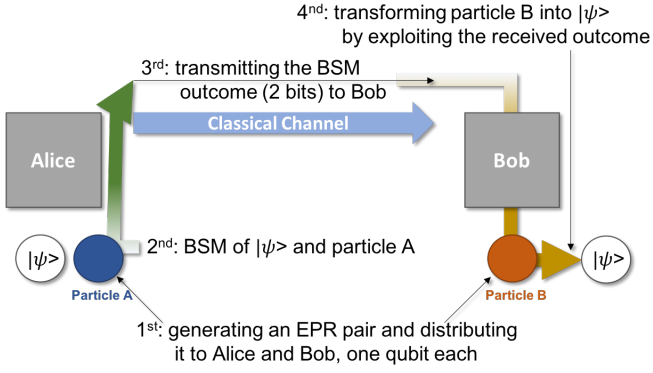 4nd: transforming particle B into |ψ>
by exploiting the received outcome
3rd: transmitting the BSM
outcome (2 bits) to Bob
Classical Channel
Alice
Bob
|ψ>
2nd: BSM of |ψ> and particle A
|ψ>
Particle A
Particle B
1st: generating an EPR pair and distributing
it to Alice and Bob, one qubit each